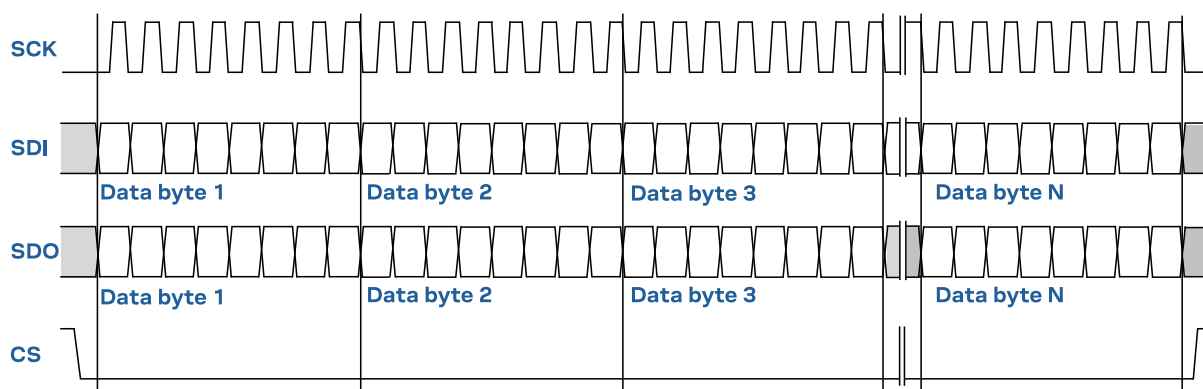 SCK
SDI
Data byte 1 Data byte 2 Data byte 3 Data byte N
SDO
Data byte 1 Data byte 2 Data byte 3 Data byte N
CS